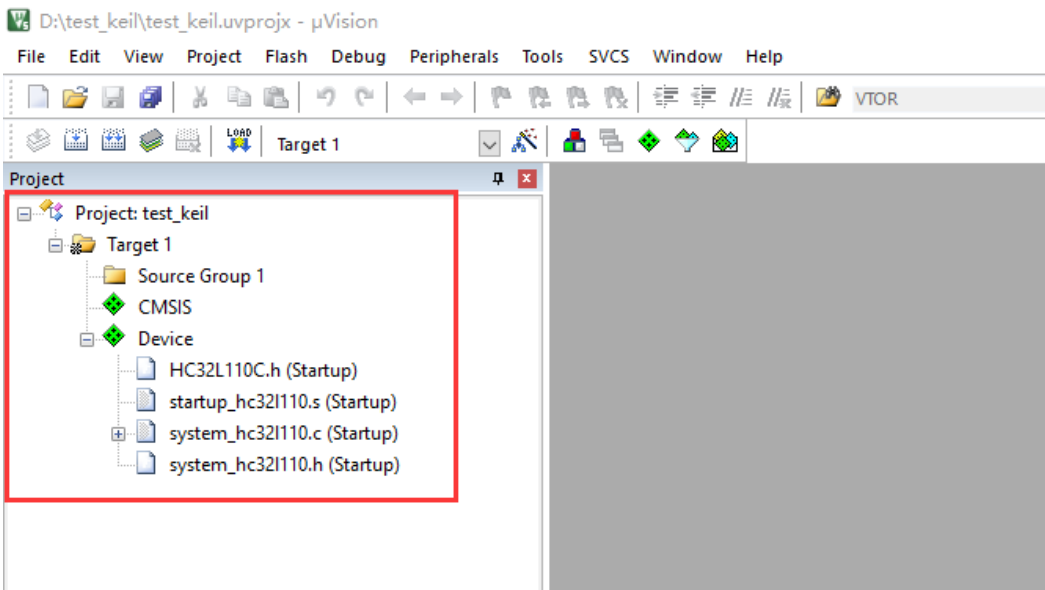 D:\test_keil\test_keil.uvprojx - µVision
File Edit View Project Flash Debug Peripherals Tools SVCS Window Help
VTOR
LOAD Target 1
Project
Project: test_keil
Target 1
Source Group 1
CMSIS
Device
HC32L110C.h (Startup)
startup_hc32l110.s (Startup)
system_hc32l110.c (Startup)
system_hc32l110.h (Startup)